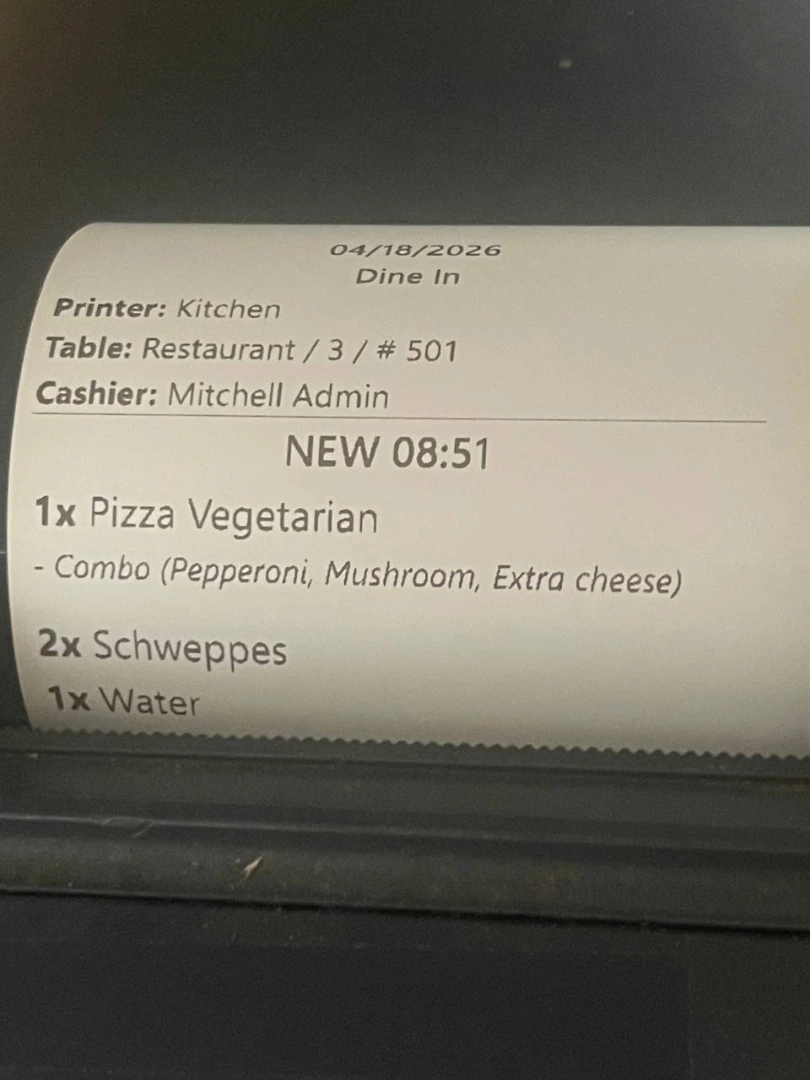 04/18/2026
Dine In
Printer: Kitchen
Table: Restaurant / 3 / # 501
Cashier: Mitchell Admin
NEW 08:51
1x Pizza Vegetarian
- Combo (Pepperoni, Mushroom, Extra cheese)
2x Schweppes
1x Water